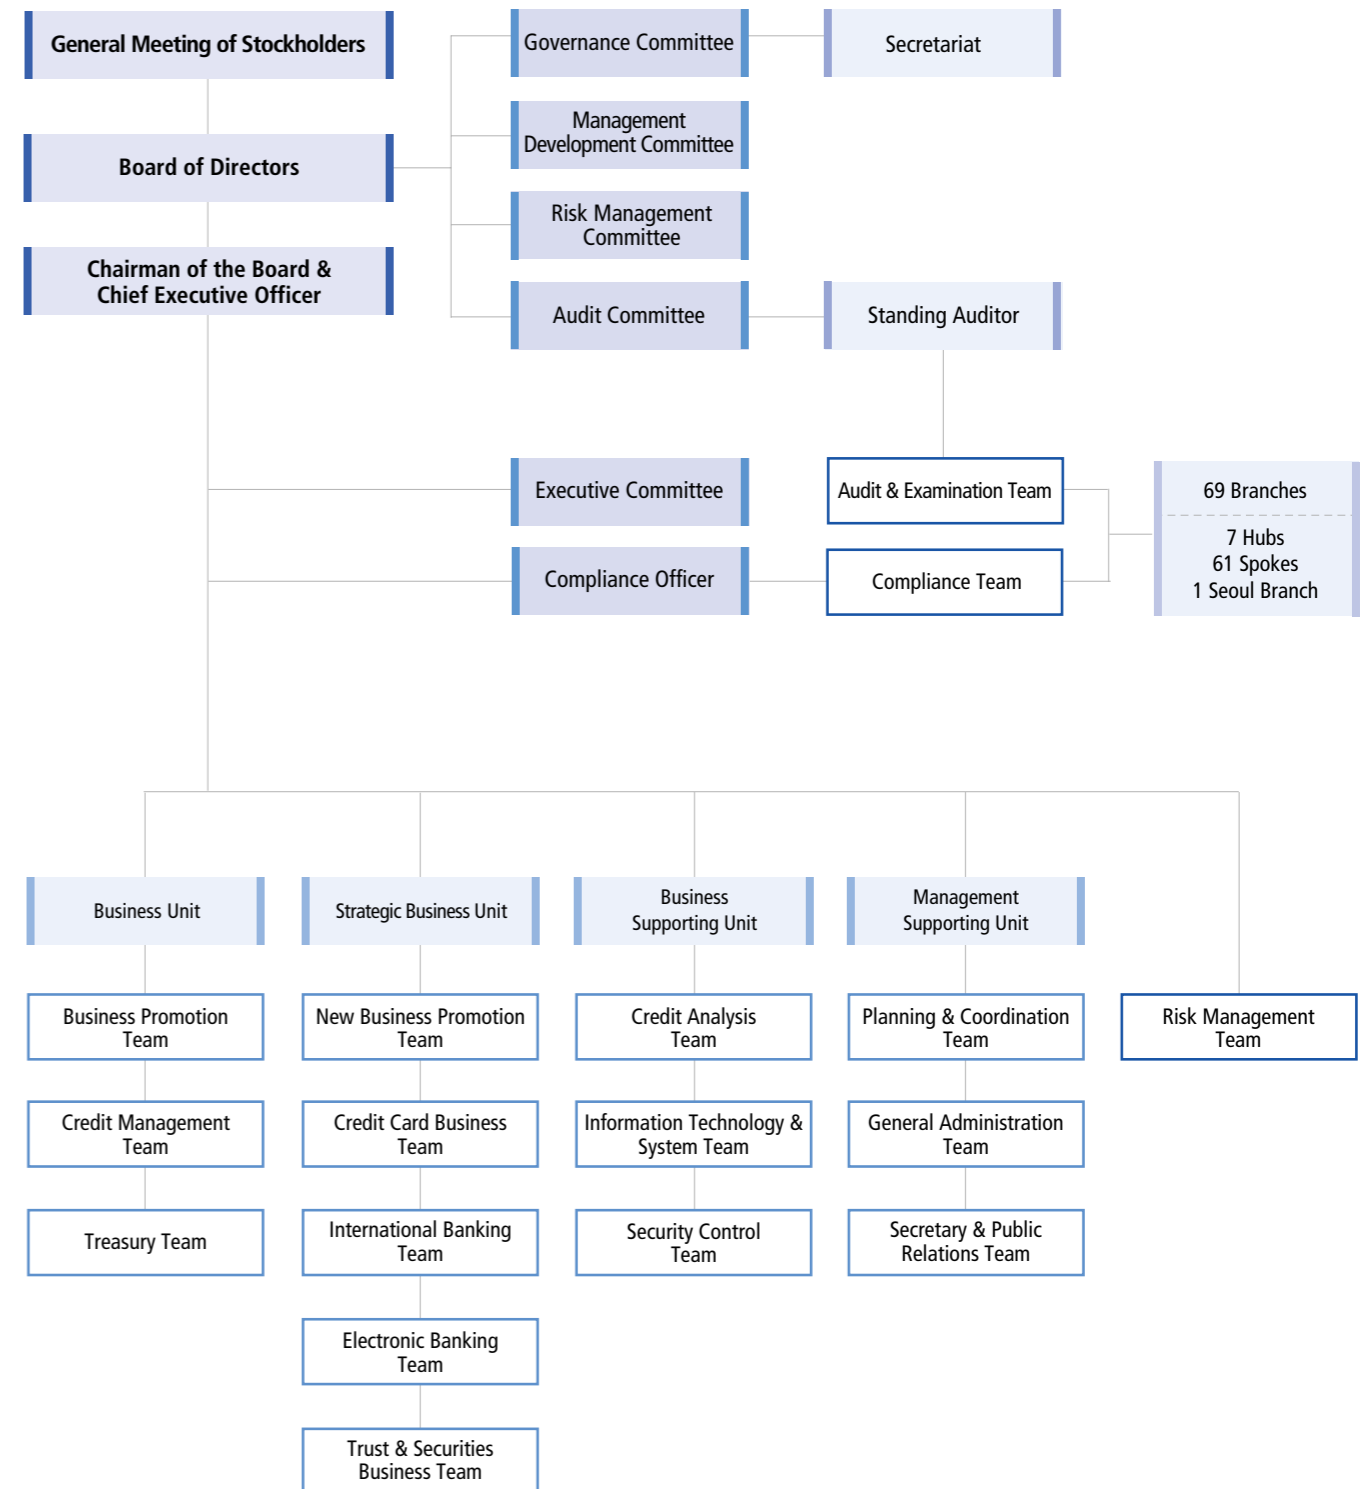 General Meeting of Stockholders
Board of Directors
Chairman of the Board &
Chief Executive Officer
Governance Committee
Secretariat
Management
Development Committee
Risk Management
Committee
Audit Committee
Standing Auditor
Executive Committee
Audit & Examination Team
Compliance Officer
Compliance Team
69 Branches
7 Hubs
61 Spokes
1 Seoul Branch
Business Unit
Business Promotion
Team
Credit Management
Team
Treasury Team
Strategic Business Unit
New Business Promotion
Team
Credit Card Business
Team
International Banking
Team
Electronic Banking
Team
Trust & Securities
Business Team
Business
Supporting Unit
Credit Analysis
Team
Information Technology &
System Team
Security Control
Team
Management
Supporting Unit
Planning & Coordination
Team
General Administration
Team
Secretary & Public
Relations Team
Risk Management
Team